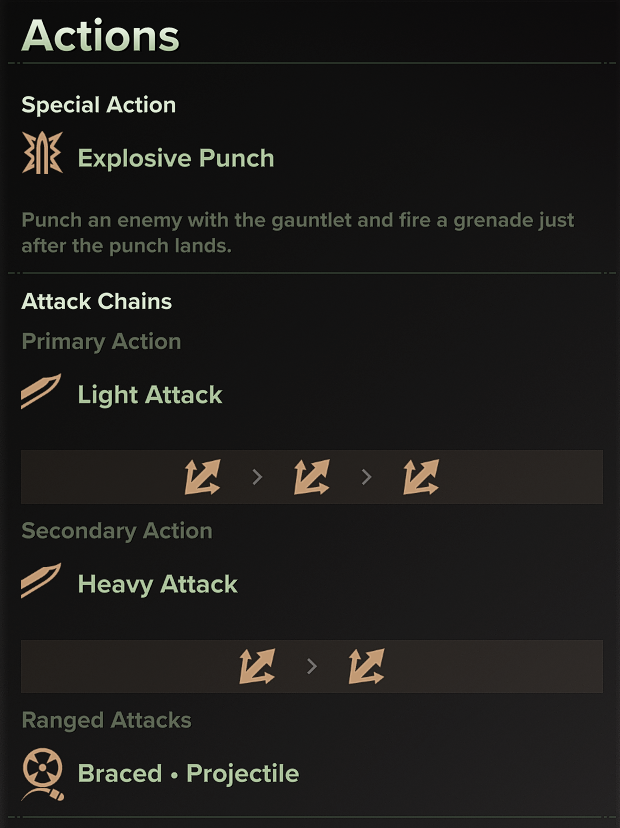 Actions
Special Action
Explosive Punch
Punch an enemy with the gauntlet and fire a grenade just
after the punch lands.
Attack Chains
Primary Action
Light Attack
Secondary Action
Heavy Attack
Ranged Attacks
Braced • Projectile